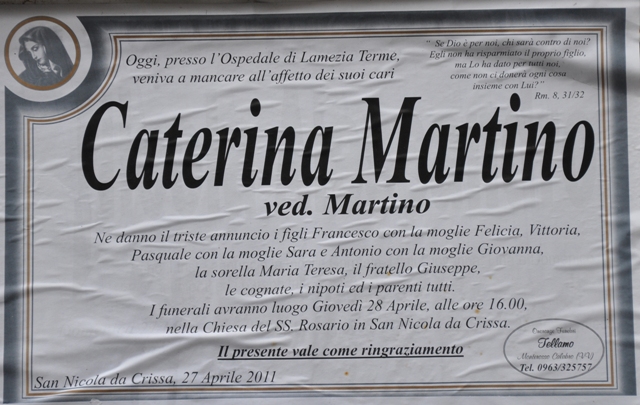 Oggi, presso l'Ospedale di Lamezia Terme,
veniva a mancare all'affetto dei suoi cari
" Se Dio è per noi, chi sarà contro di noi?
Egli non ha risparmiato il proprio figlio,
ma Lo ha dato per tutti noi,
come non ci donerà ogni cosa
insieme con Lui?"
Rm. 8, 31/32
Caterina Martino
ved. Martino
Ne danno il triste annuncio i figli Francesco con la moglie Felicia, Vittoria,
Pasquale con la moglie Sara e Antonio con la moglie Giovanna,
la sorella Maria Teresa, il fratello Giuseppe,
le cognate, i nipoti ed i parenti tutti.
I funerali avranno luogo Giovedì 28 Aprile, alle ore 16.00,
nella Chiesa del SS. Rosario in San Nicola da Crissa.
Il presente vale come ringraziamento
San Nicola da Crissa, 27 Aprile 2011
Onoranze Funebri
Tellamo
Monterosso Calabro (VV)
Tel. 0963/325757